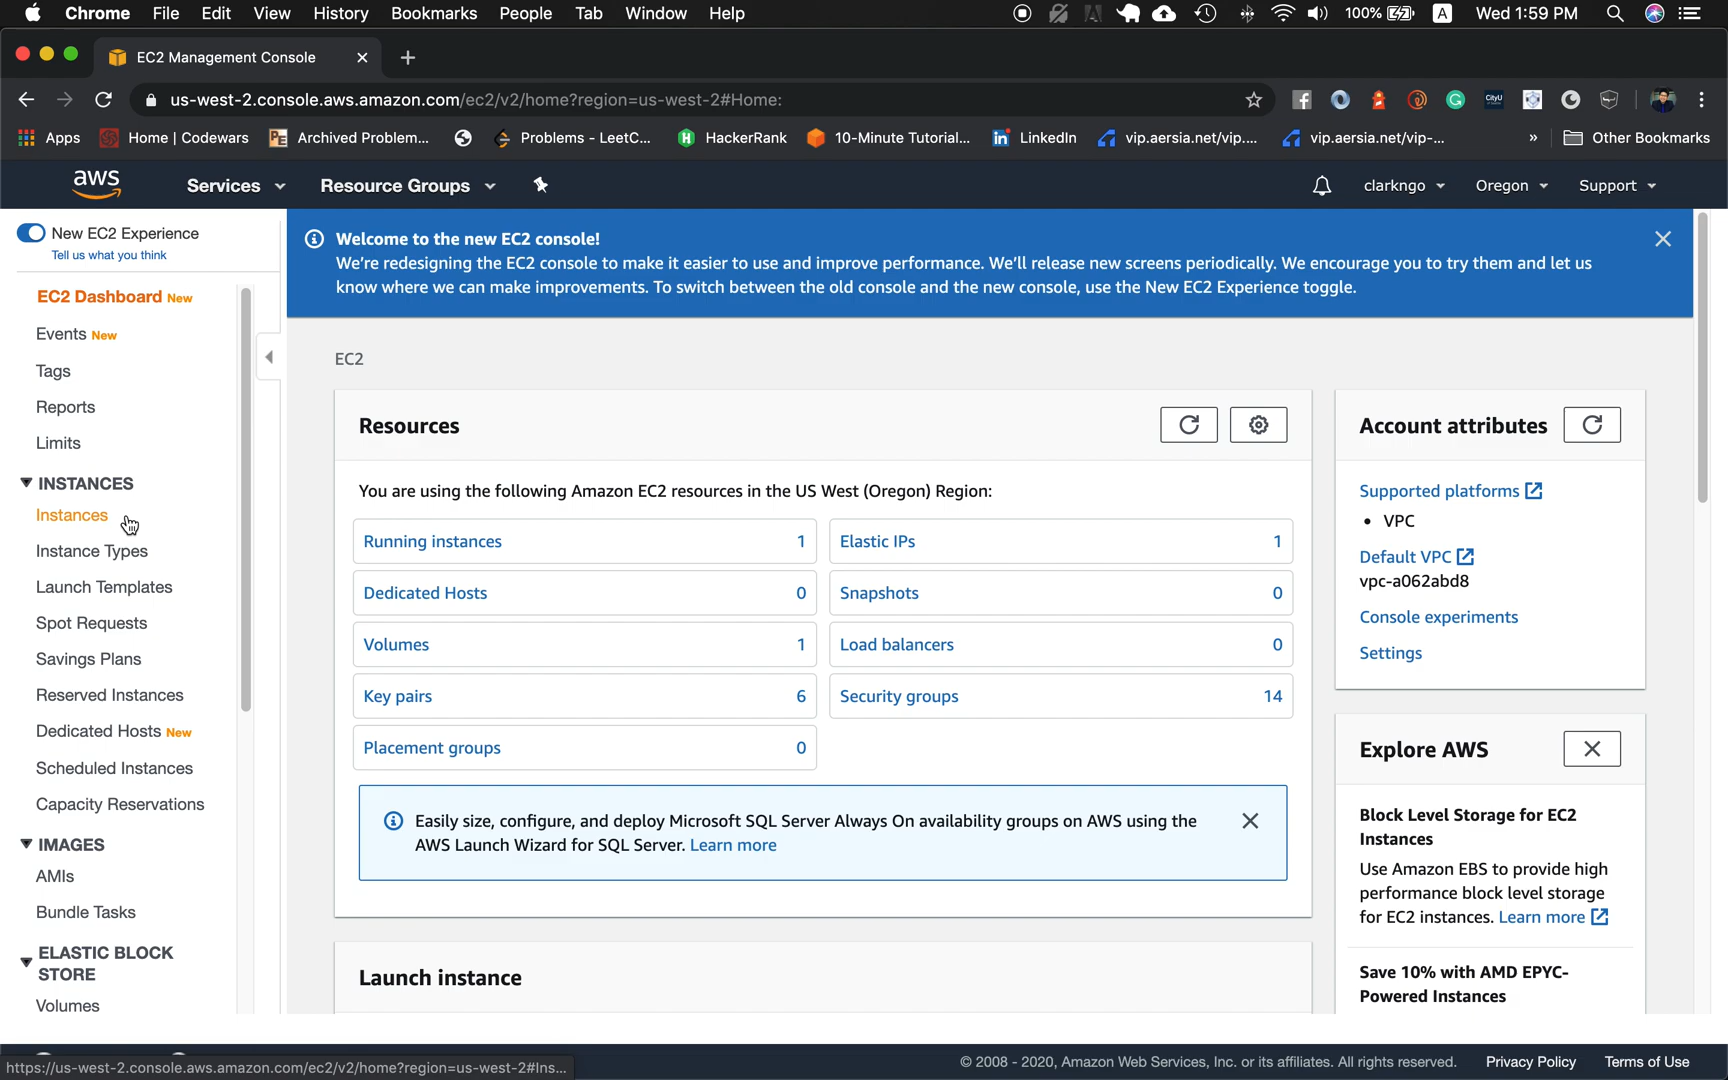 Chrome File Edit View History Bookmarks People Tab Window Help 100% A Wed 1:59 PM
EC2 Management Console
us-west-2.console.aws.amazon.com/ec2/v2/home?region=us-west-2#Home:
Apps Home | Codewars Archived Problem... Problems - LeetC... HackerRank 10-Minute Tutorial... LinkedIn vip.aersia.net/vip.... vip.aersia.net/vip-... » Other Bookmarks
aws Services Resource Groups clarkngo Oregon Support
New EC2 Experience
Tell us what you think
EC2 Dashboard New
Events New
Tags
Reports
Limits
INSTANCES
Instances
Instance Types
Launch Templates
Spot Requests
Savings Plans
Reserved Instances
Dedicated Hosts New
Scheduled Instances
Capacity Reservations
IMAGES
AMIs
Bundle Tasks
ELASTIC BLOCK
STORE
Volumes
Welcome to the new EC2 console!
We're redesigning the EC2 console to make it easier to use and improve performance. We'll release new screens periodically. We encourage you to try them and let us
know where we can make improvements. To switch between the old console and the new console, use the New EC2 Experience toggle.
EC2
Resources
You are using the following Amazon EC2 resources in the US West (Oregon) Region:
Running instances 1 Elastic IPs 1
Dedicated Hosts 0 Snapshots 0
Volumes 1 Load balancers 0
Key pairs 6 Security groups 14
Placement groups 0
Easily size, configure, and deploy Microsoft SQL Server Always On availability groups on AWS using the
AWS Launch Wizard for SQL Server. Learn more
Launch instance
Account attributes
Supported platforms
• VPC
Default VPC
vpc-a062abd8
Console experiments
Settings
Explore AWS
Block Level Storage for EC2
Instances
Use Amazon EBS to provide high
performance block level storage
for EC2 instances. Learn more
Save 10% with AMD EPYC-
Powered Instances
https://us-west-2.console.aws.amazon.com/ec2/v2/home?region=us-west-2#Ins...
© 2008 - 2020, Amazon Web Services, Inc. or its affiliates. All rights reserved. Privacy Policy Terms of Use